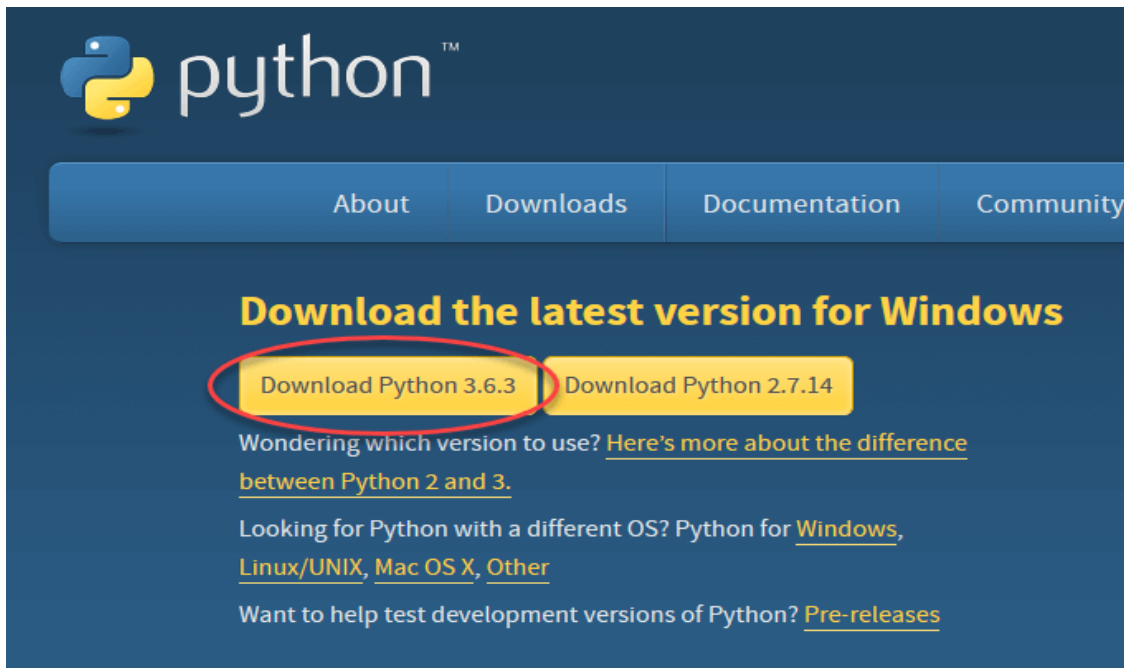 python™
About Downloads Documentation Community
Download the latest version for Windows
Download Python 3.6.3 Download Python 2.7.14
Wondering which version to use? Here's more about the difference
between Python 2 and 3.
Looking for Python with a different OS? Python for Windows,
Linux/UNIX, Mac OS X, Other
Want to help test development versions of Python? Pre-releases